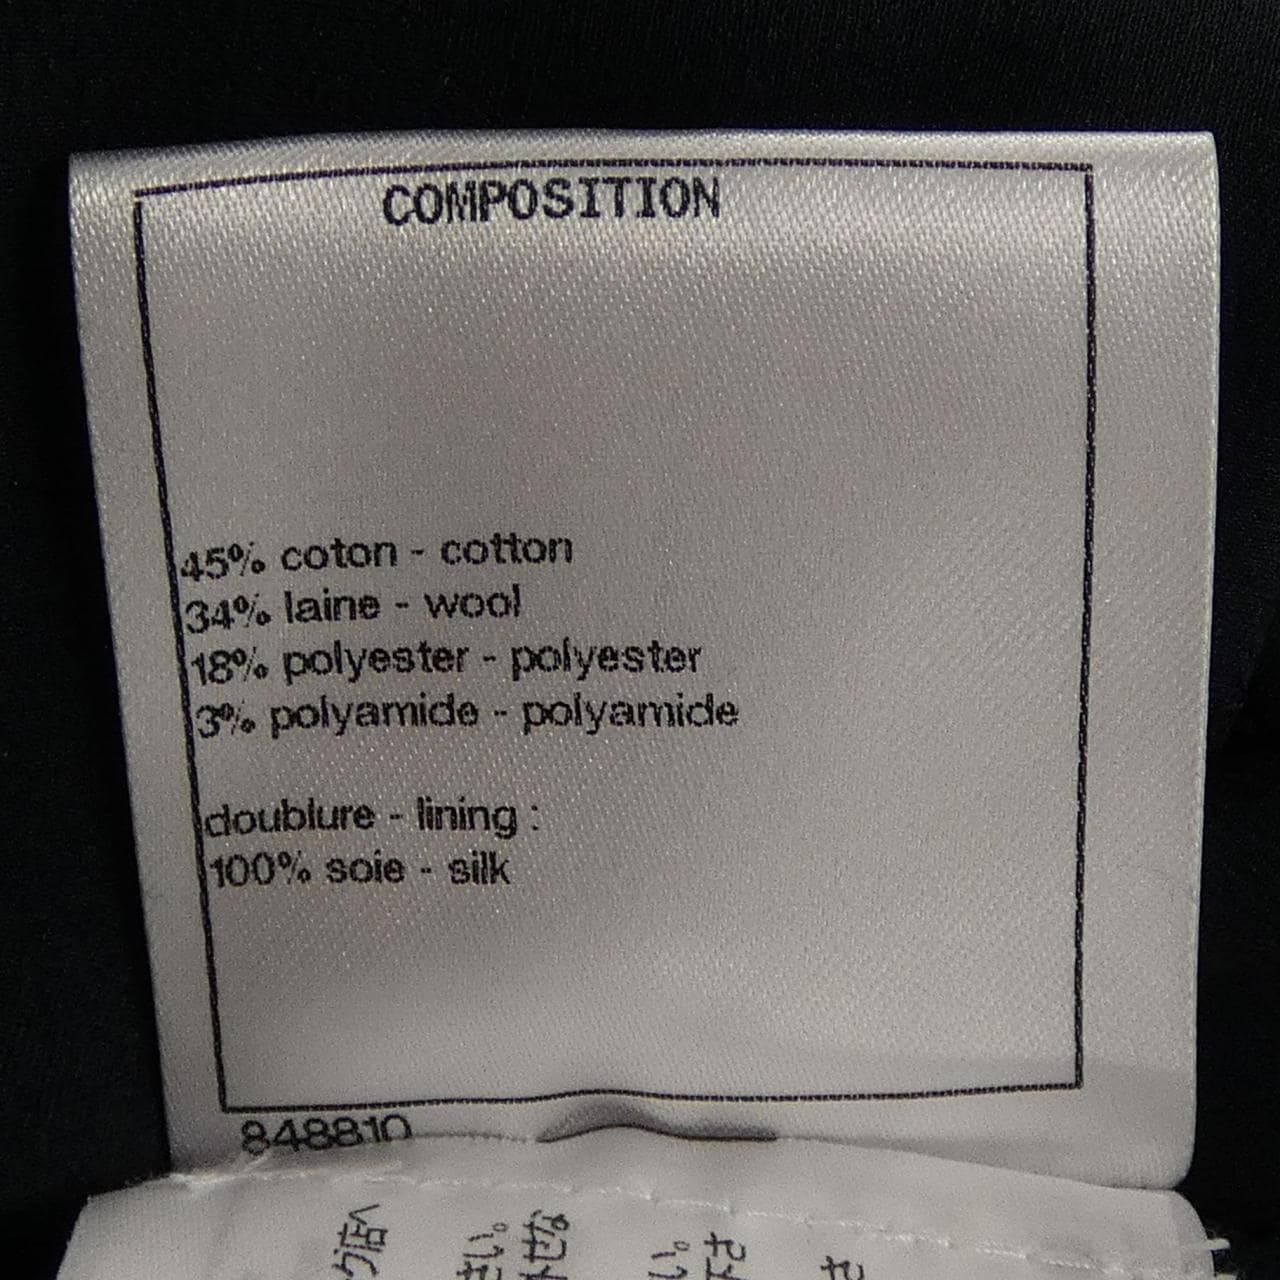 COMPOSITION
45% coton - cotton
34% laine - wool
18% polyester - polyester
3% polyamide - polyamide
doublure - lining :
100% soie - silk
848810